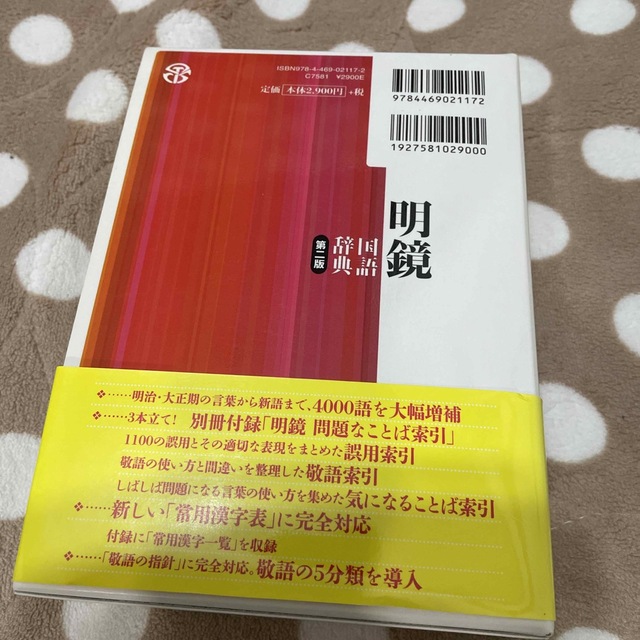 ISBN978-4-469-02117-2
C7581 ¥2900E
定価 本体2,900円 +税
9784469021172
1927581029000
明鏡
国語
辞典
第二版
……明治・大正期の言葉から新語まで、4000語を大幅増補
……3本立て! 別冊付録「明鏡 問題なことば索引」
1100の誤用とその適切な表現をまとめた誤用索引
敬語の使い方と間違いを整理した敬語索引
しばしば問題になる言葉の使い方を集めた気になることば索引
……新しい「常用漢字表」に完全対応
付録に「常用漢字一覧」を収録
……「敬語の指針」に完全対応。敬語の5分類を導入